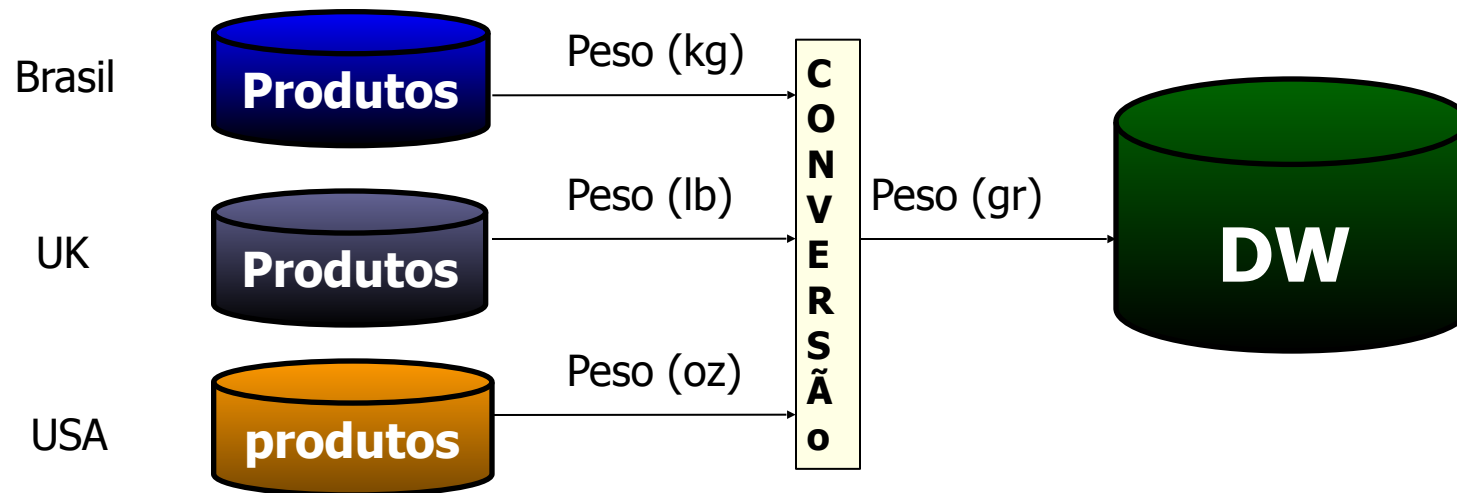 Brasil
Produtos
Peso (kg)
UK
Produtos
Peso (lb)
USA
produtos
Peso (oz)
C
O
N
V
E
R
S
Ã
o
Peso (gr)
DW